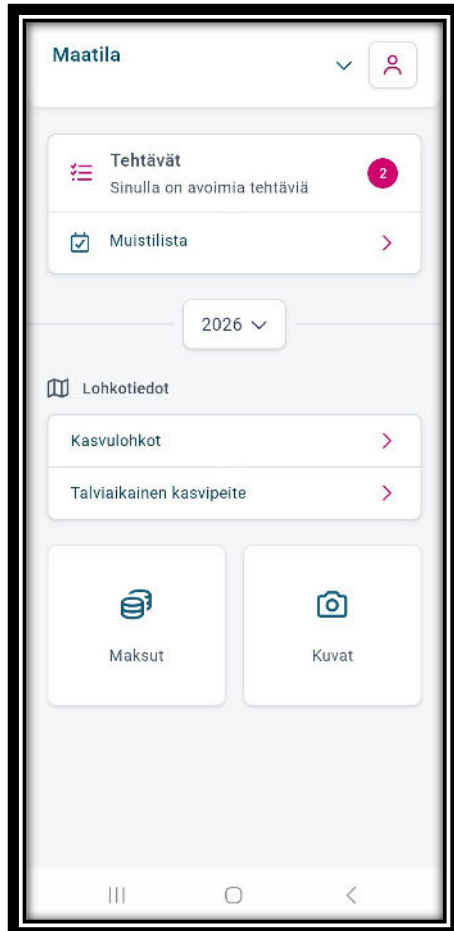 Maatila
Tehtävät
Sinulla on avoimia tehtäviä
2
Muistilista
2026
Lohkotiedot
Kasvulohkot
Talviaikainen kasvipeite
Maksut
Kuvat